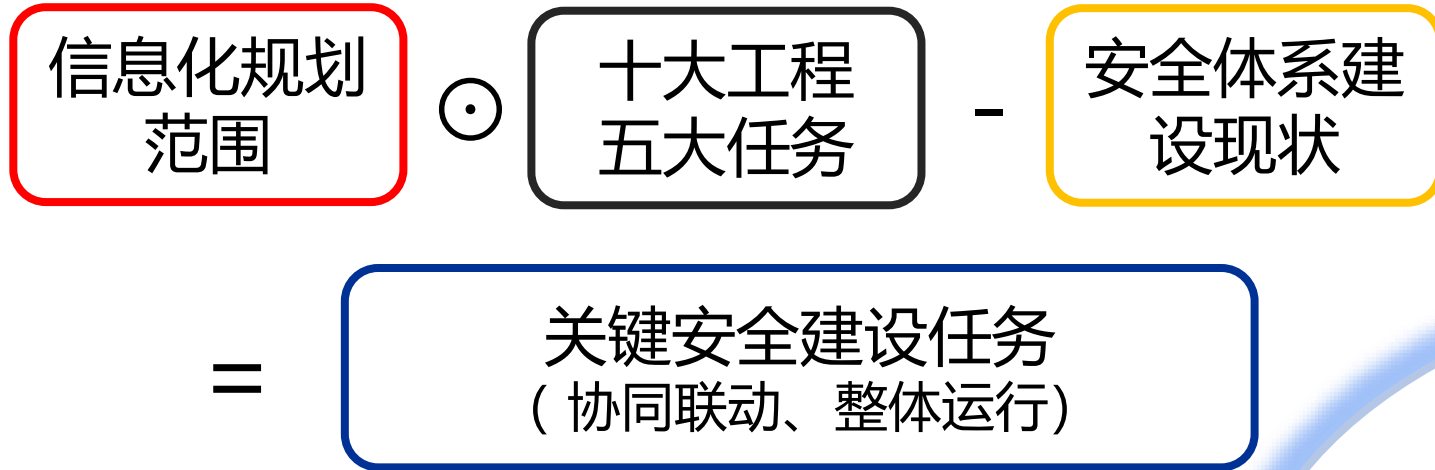 信息化规划
范围
⊙
十大工程
五大任务
-
安全体系建
设现状
=
关键安全建设任务
（协同联动、整体运行）